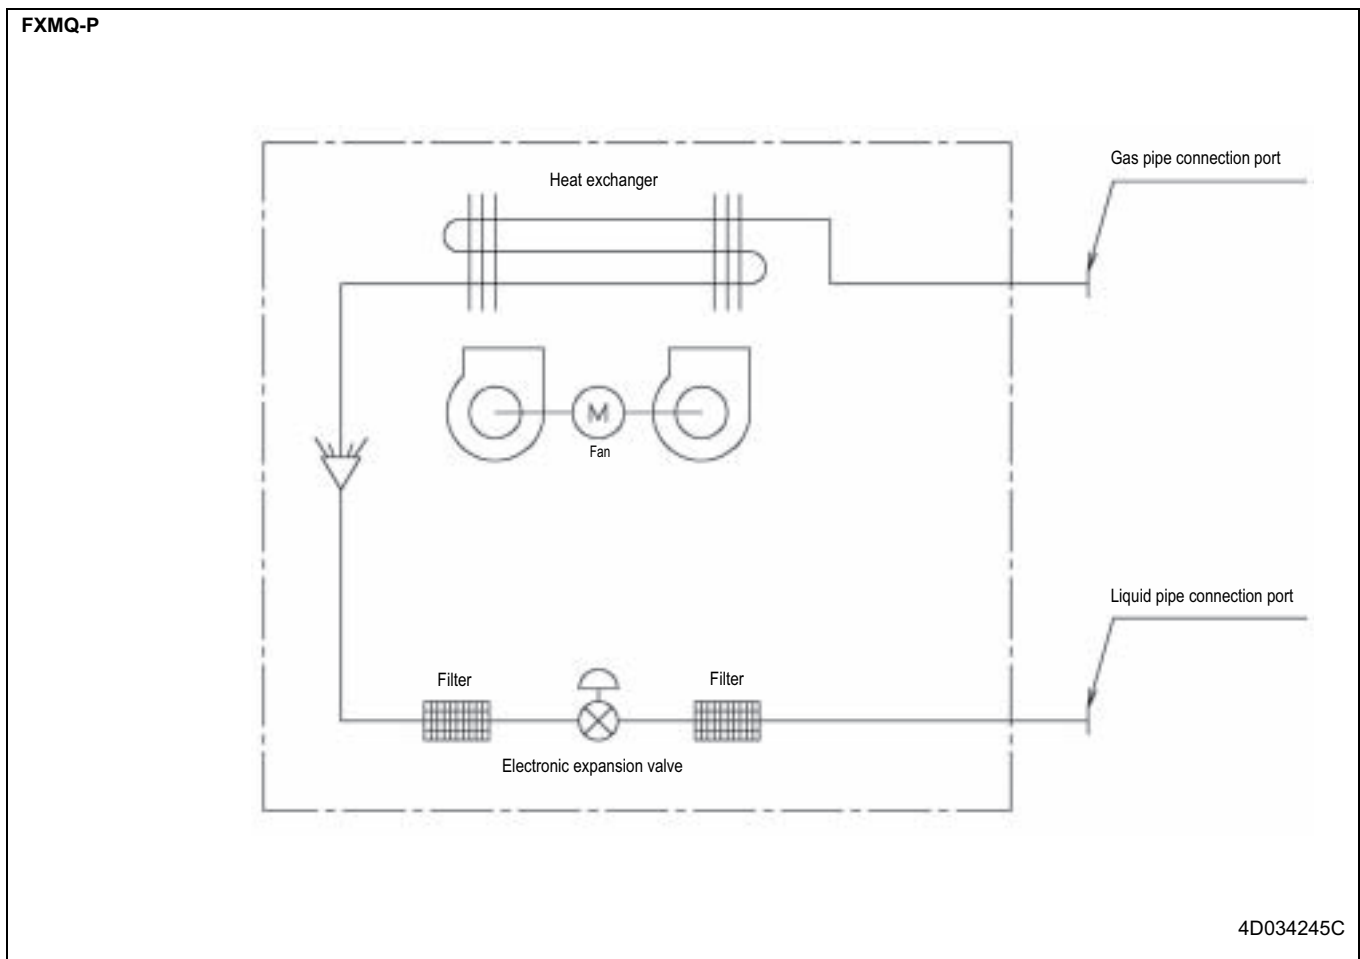 FXMQ-P
Heat exchanger
Gas pipe connection port
M
Fan
Liquid pipe connection port
Filter
Filter
Electronic expansion valve
4D034245C